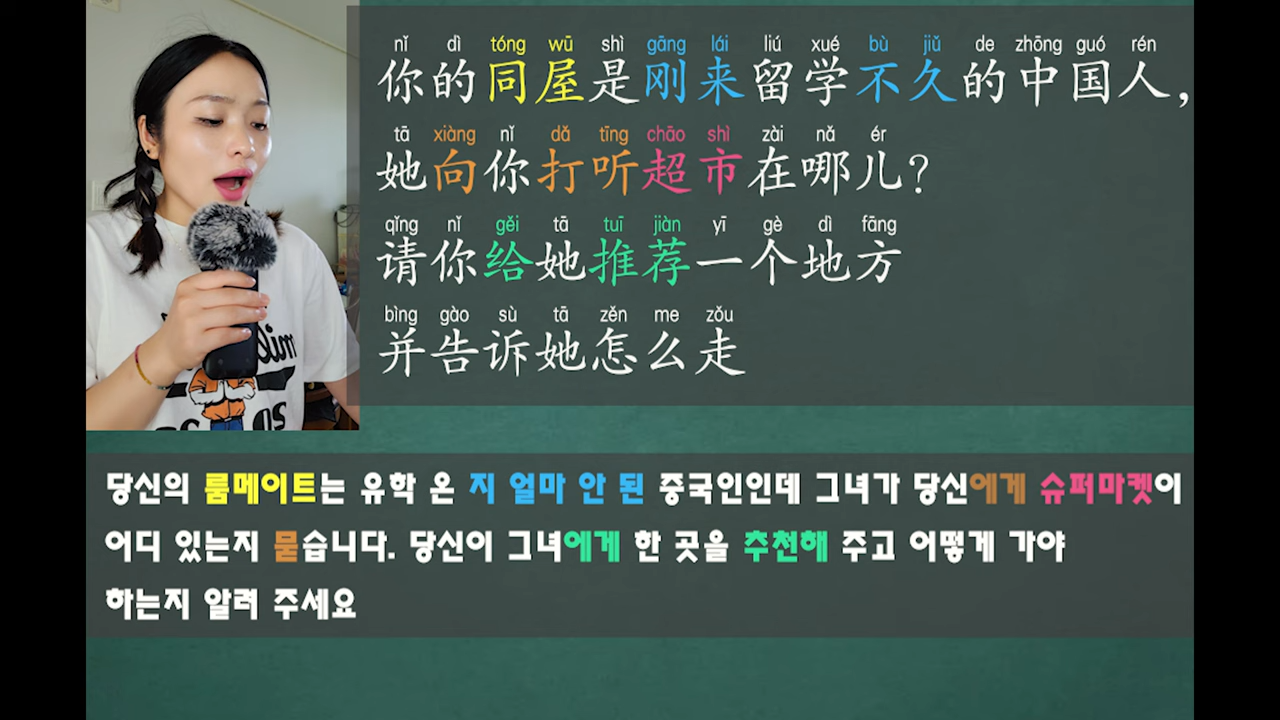 nǐ dì tóng wū shì gāng lái liú xué bù jiǔ de zhōng guó rén
你的同屋是刚来留学不久的中国人，
tā xiàng nǐ dǎ tīng chāo shì zài nǎ ér
她向你打听超市在哪儿？
qǐng nǐ gěi tā tuī jiàn yī gè dì fāng
请你给她推荐一个地方
bìng gào sù tā zěn me zǒu
并告诉她怎么走
당신의 룸메이트는 유학 온 지 얼마 안 된 중국인인데 그녀가 당신에게 슈퍼마켓이
어디 있는지 묻습니다. 당신이 그녀에게 한 곳을 추천해 주고 어떻게 가야
하는지 알려 주세요